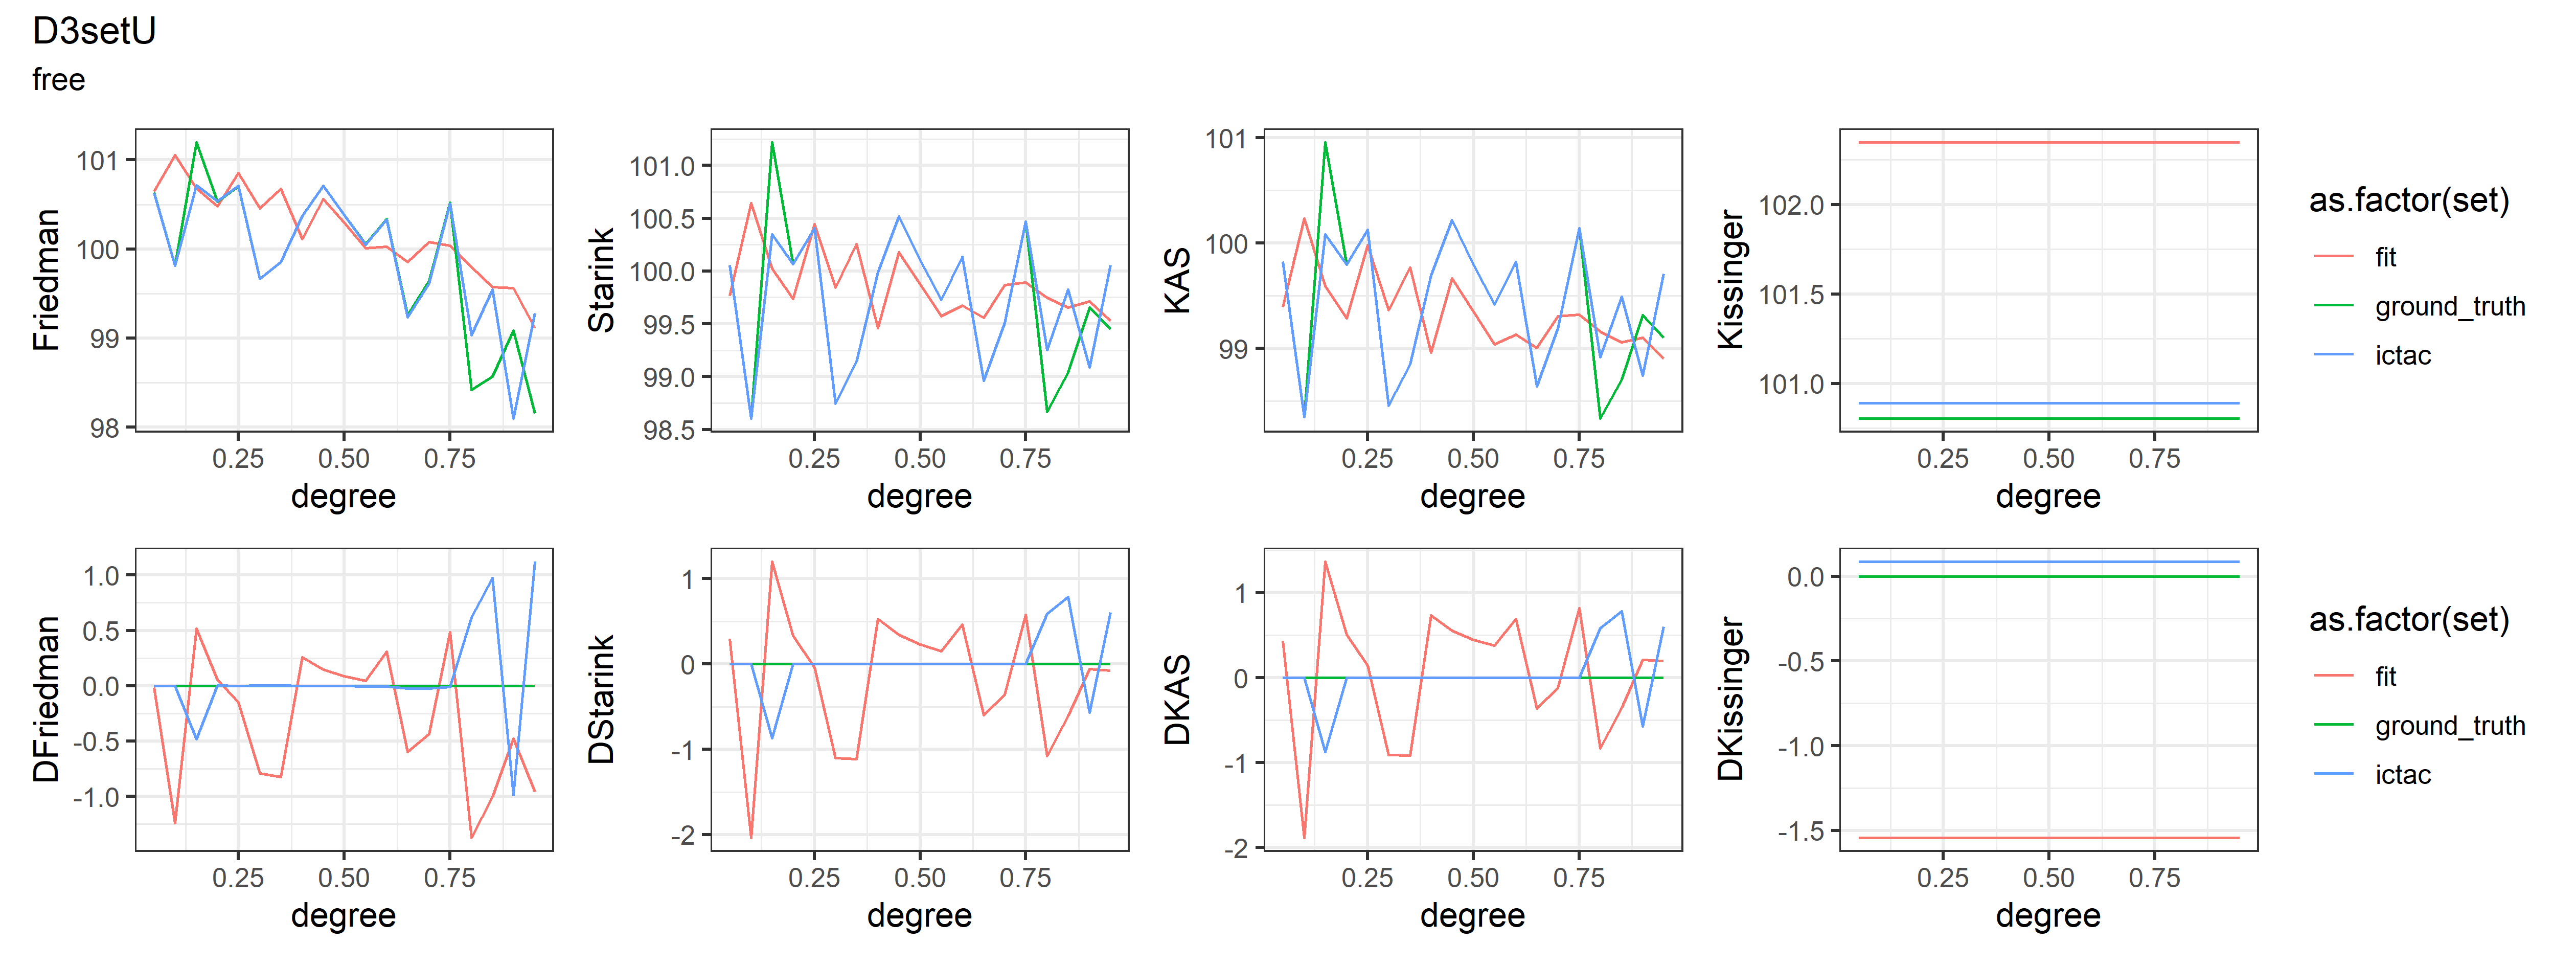 D3setU
free
Friedman
101
100
99
98
0.25 0.50 0.75
degree
Starink
101.0
100.5
100.0
99.5
99.0
98.5
0.25 0.50 0.75
degree
KAS
101
100
99
0.25 0.50 0.75
degree
Kissinger
102.0
101.5
101.0
0.25 0.50 0.75
degree
as.factor(set)
fit
ground_truth
ictac
DFriedman
1.0
0.5
0.0
-0.5
-1.0
0.25 0.50 0.75
degree
DStarink
1
0
-1
-2
0.25 0.50 0.75
degree
DKAS
1
0
-1
-2
0.25 0.50 0.75
degree
DKissinger
0.0
-0.5
-1.0
-1.5
0.25 0.50 0.75
degree
as.factor(set)
fit
ground_truth
ictac